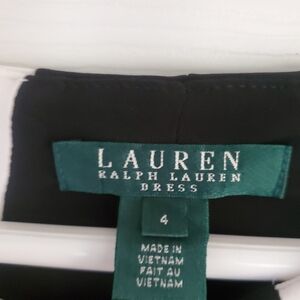 LAUREN
RALPH LAUREN
DRESS
4
MADE IN
VIETNAM
FAIT AU
VIETNAM